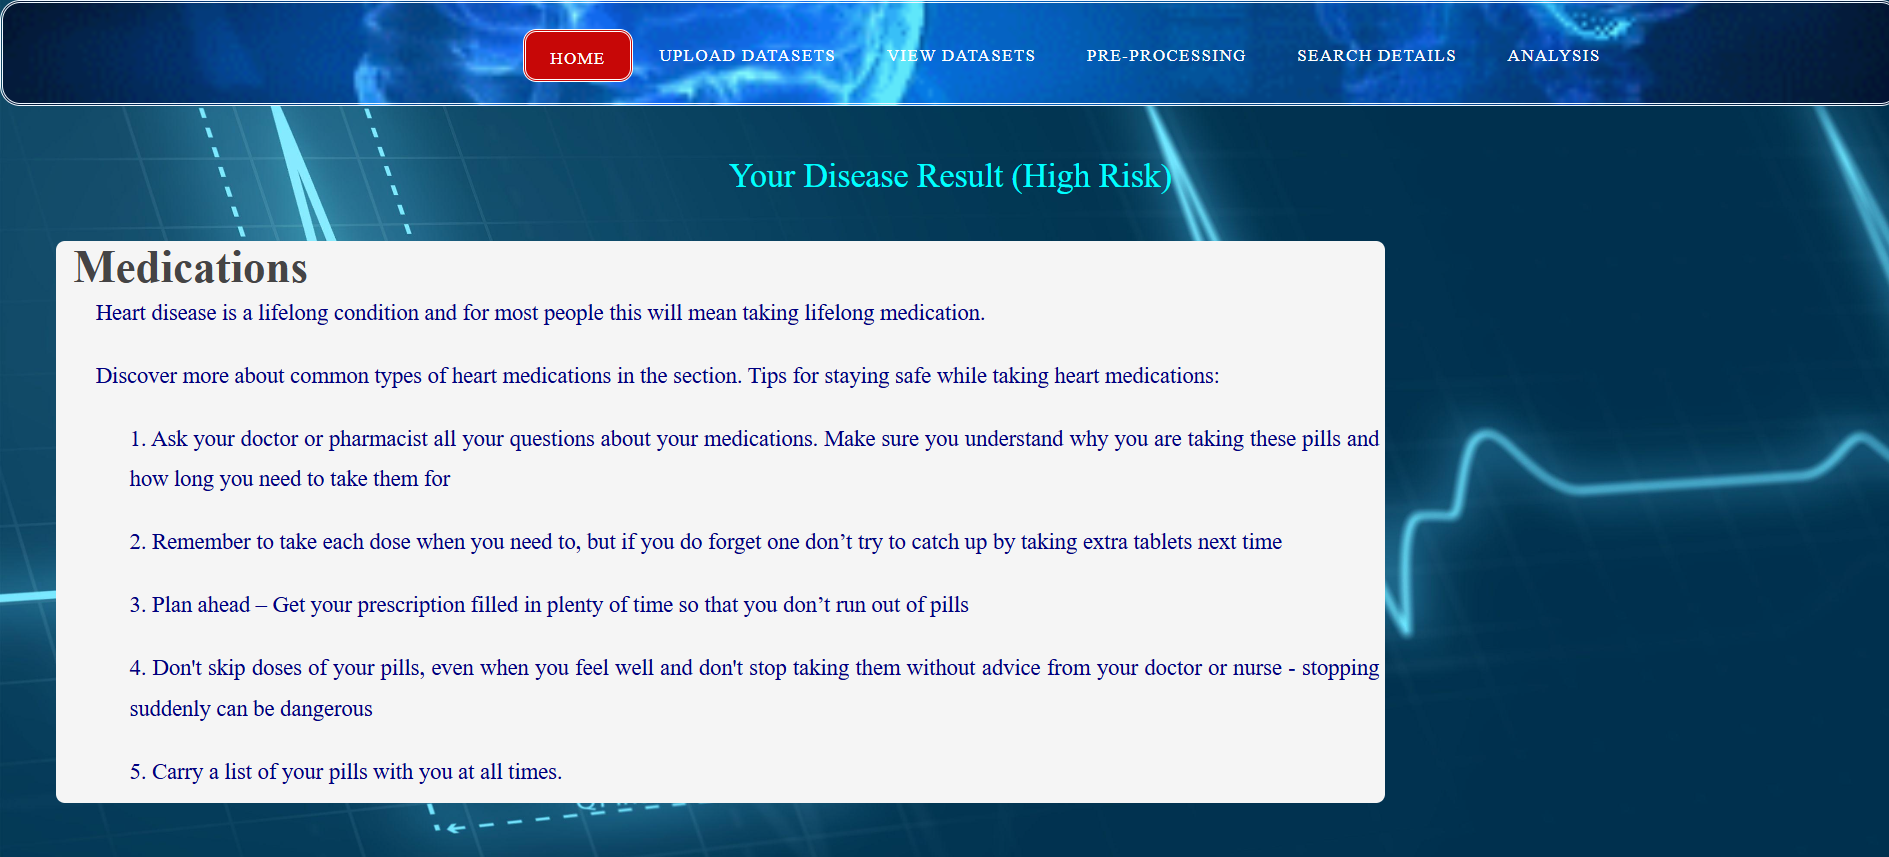 HOME UPLOAD DATASETS VIEW DATASETS PRE-PROCESSING SEARCH DETAILS ANALYSIS
Your Disease Result (High Risk)
Medications
Heart disease is a lifelong condition and for most people this will mean taking lifelong medication.
Discover more about common types of heart medications in the section. Tips for staying safe while taking heart medications:
1. Ask your doctor or pharmacist all your questions about your medications. Make sure you understand why you are taking these pills and
how long you need to take them for
2. Remember to take each dose when you need to, but if you do forget one don’t try to catch up by taking extra tablets next time
3. Plan ahead – Get your prescription filled in plenty of time so that you don’t run out of pills
4. Don't skip doses of your pills, even when you feel well and don't stop taking them without advice from your doctor or nurse - stopping
suddenly can be dangerous
5. Carry a list of your pills with you at all times.